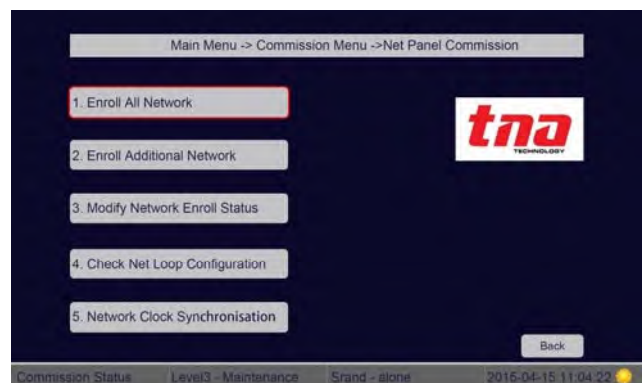 Main Menu -> Commission Menu ->Net Panel Commission
1. Enroll All Network
tna
TECHNOLOGY
2. Enroll Additional Network
3. Modify Network Enroll Status
4. Check Net Loop Configuration
5. Network Clock Synchronisation
Back
Commission Status Level3 - Maintenance Srand - alone 2015-04-15 11:04:22